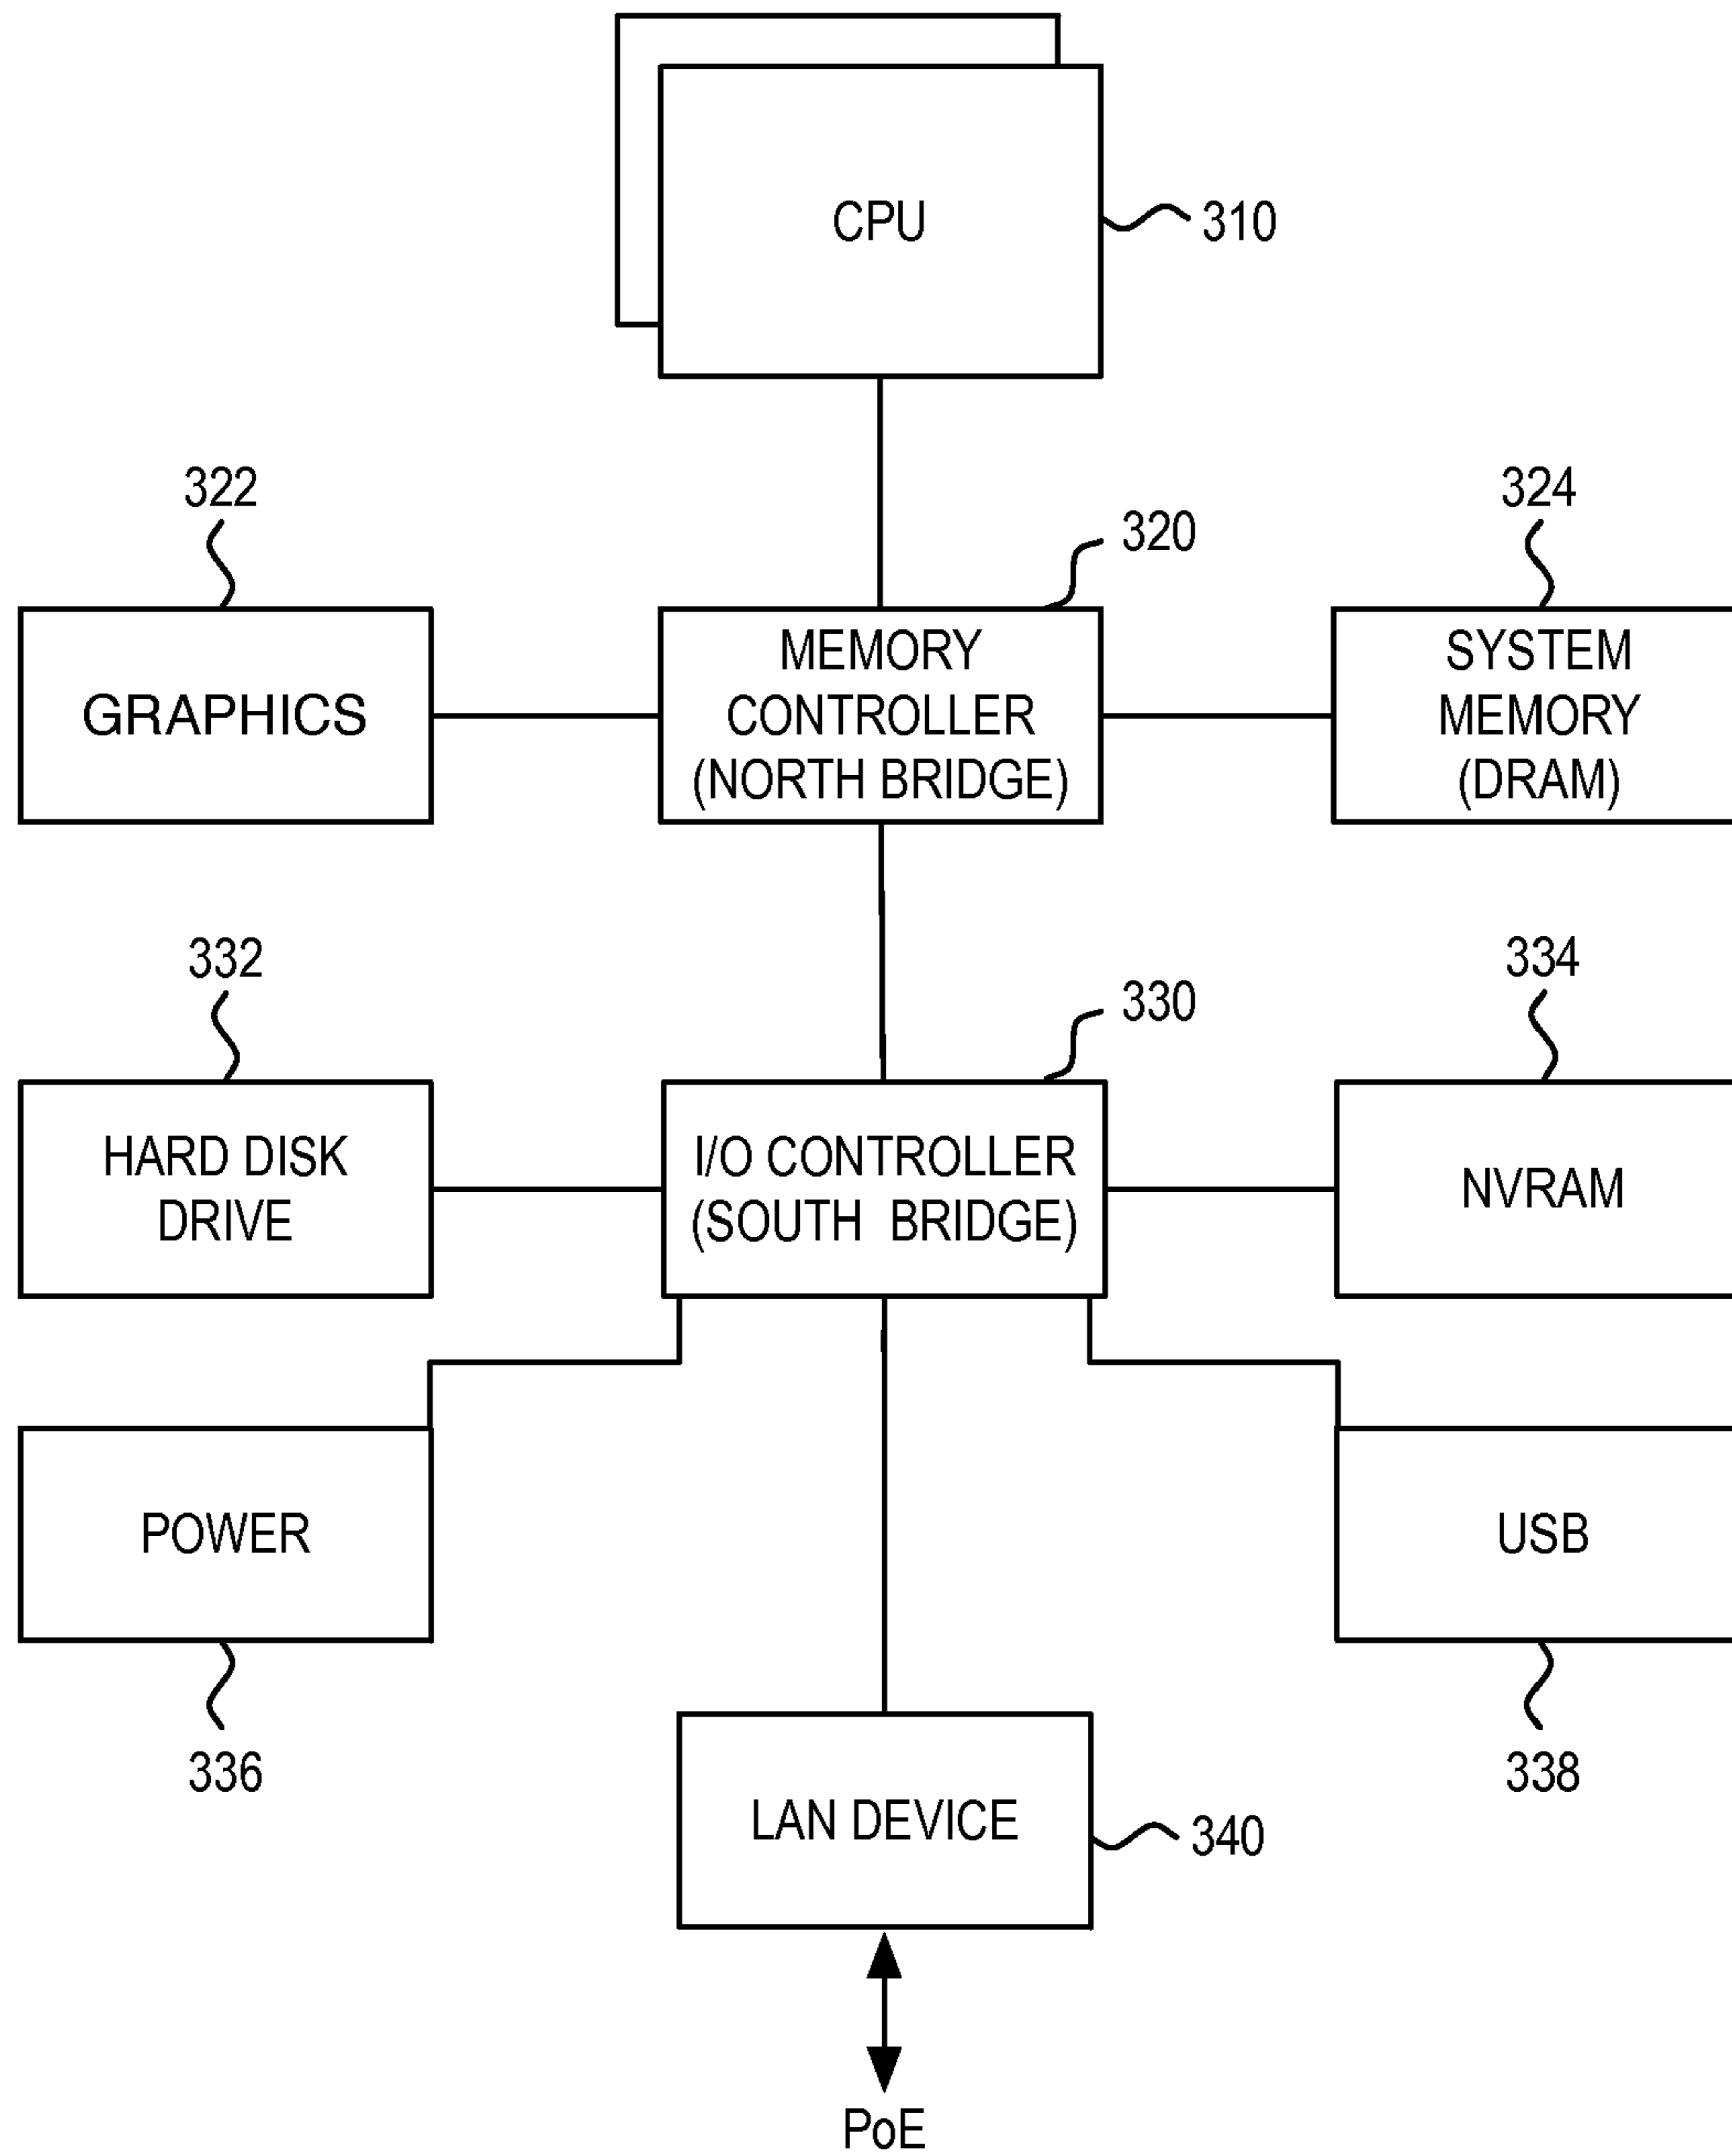 CPU
310
322
320
324
GRAPHICS
MEMORY
CONTROLLER
(NORTH BRIDGE)
SYSTEM
MEMORY
(DRAM)
332
330
334
HARD DISK
DRIVE
I/O CONTROLLER
(SOUTH BRIDGE)
NVRAM
POWER
USB
336
338
LAN DEVICE
340
PoE